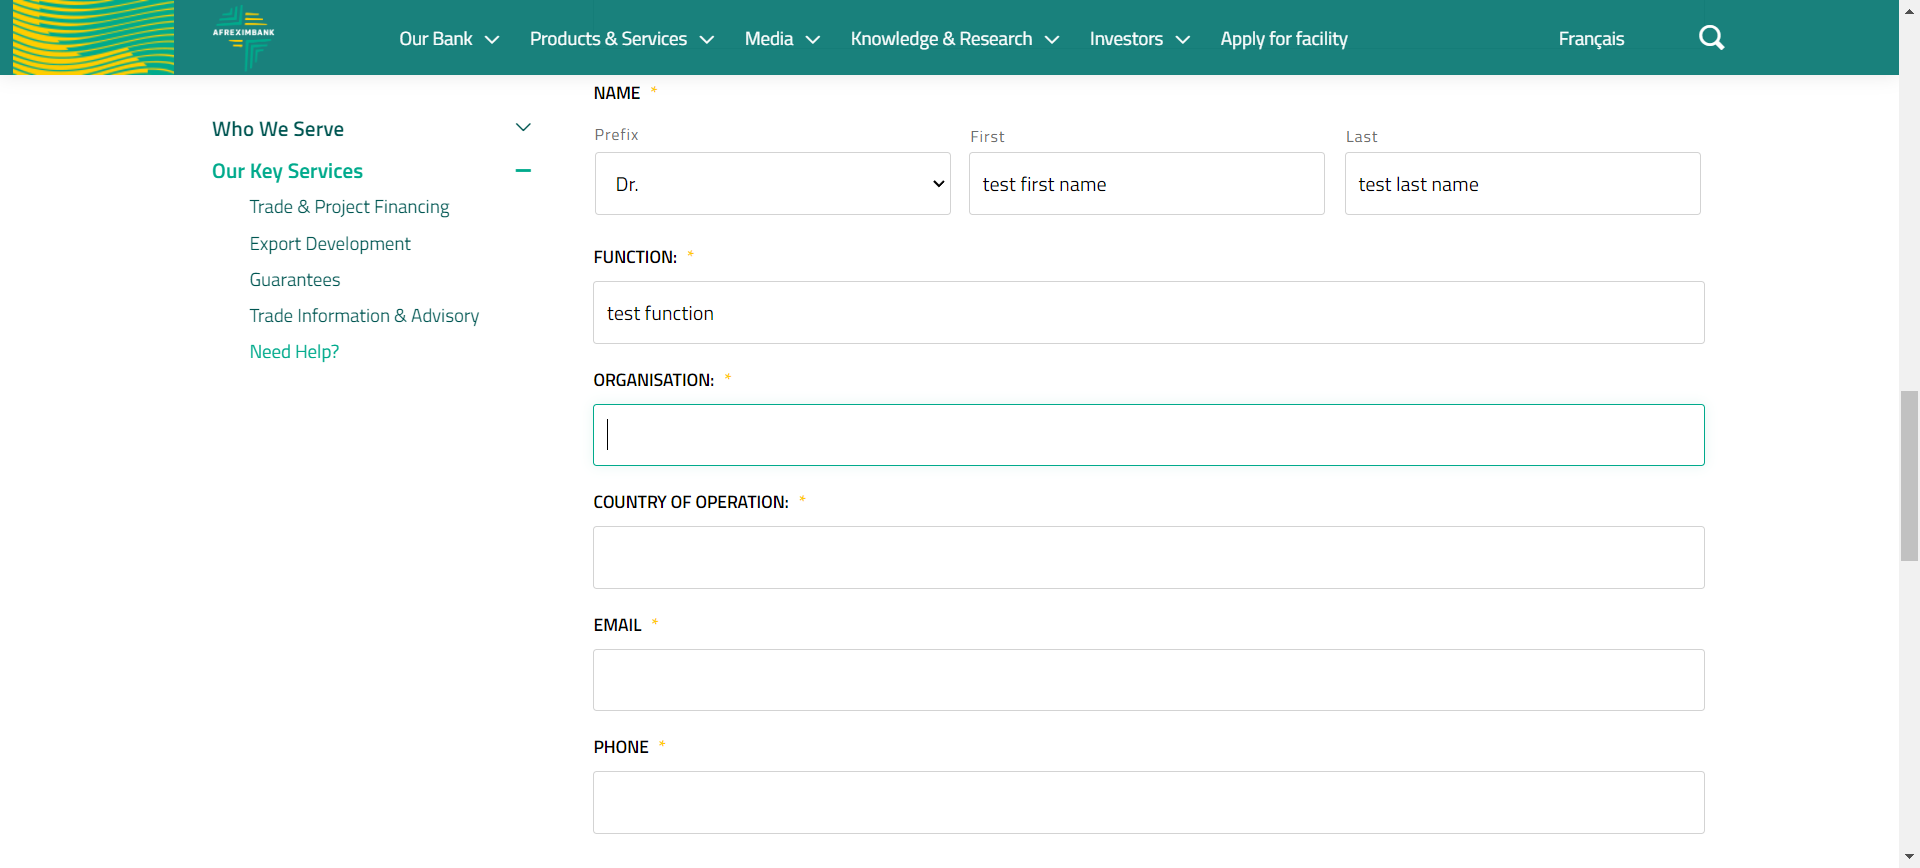 AFREXIMBANK
Our Bank
Products & Services
Media
Knowledge & Research
Investors
Apply for facility
Français
Who We Serve
Our Key Services
Trade & Project Financing
Export Development
Guarantees
Trade Information & Advisory
Need Help?
NAME *
Prefix
First
Last
Dr.
test first name
test last name
FUNCTION: *
test function
ORGANISATION: *
COUNTRY OF OPERATION: *
EMAIL *
PHONE *